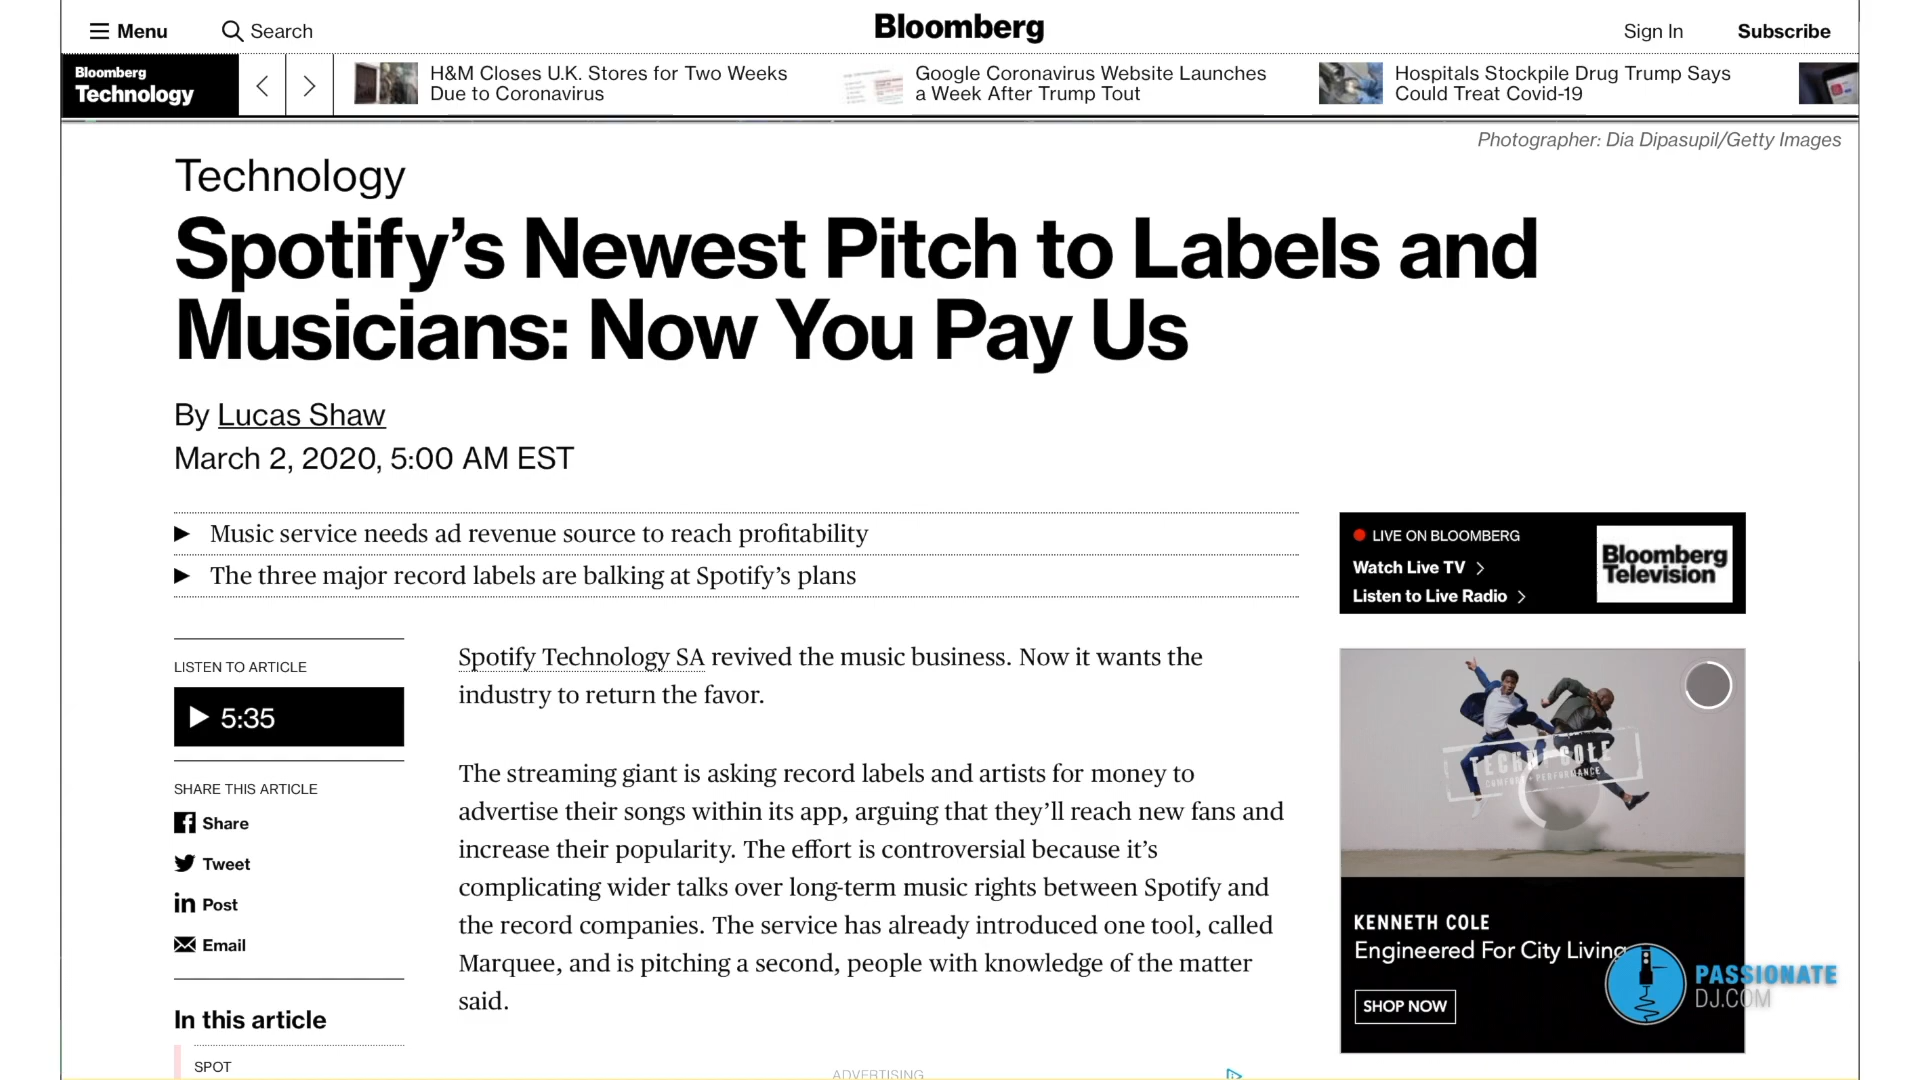 Menu
Search
Bloomberg
Sign In
Subscribe
Bloomberg
Technology
H&M Closes U.K. Stores for Two Weeks
Due to Coronavirus
Google Coronavirus Website Launches
a Week After Trump Tout
Hospitals Stockpile Drug Trump Says
Could Treat Covid-19
Photographer: Dia Dipasupil/Getty Images
Technology
Spotify’s Newest Pitch to Labels and
Musicians: Now You Pay Us
By Lucas Shaw
March 2, 2020, 5:00 AM EST
Music service needs ad revenue source to reach profitability
The three major record labels are balking at Spotify’s plans
LISTEN TO ARTICLE
5:35
SHARE THIS ARTICLE
Share
Tweet
Post
Email
In this article
SPOT
Spotify Technology SA revived the music business. Now it wants the
industry to return the favor.
The streaming giant is asking record labels and artists for money to
advertise their songs within its app, arguing that they’ll reach new fans and
increase their popularity. The effort is controversial because it’s
complicating wider talks over long-term music rights between Spotify and
the record companies. The service has already introduced one tool, called
Marquee, and is pitching a second, people with knowledge of the matter
said.
ADVERTISING
LIVE ON BLOOMBERG
Watch Live TV
Listen to Live Radio
Bloomberg
Television
TECHNI COLE
COMFORT + PERFORMANCE
KENNETH COLE
Engineered For City Living
SHOP NOW
PASSIONATE
DJ.COM